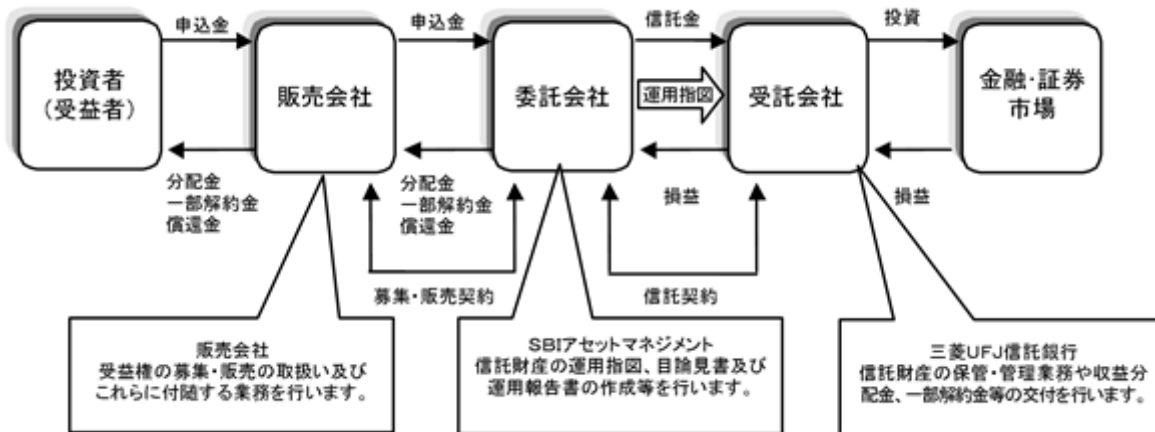 申込金
申込金
信託金
投資
投資者
(受益者)
販売会社
委託会社
運用指図
受託会社
金融・証券
市場
分配金
一部解約金
償還金
分配金
一部解約金
償還金
損益
損益
募集・販売契約
信託契約
販売会社
受益権の募集・販売の取扱い及び
これらに付随する業務を行います。
SBIアセットマネジメント
信託財産の運用指図、目論見書及び
運用報告書の作成等を行います。
三菱UFJ信託銀行
信託財産の保管・管理業務や収益分
配金、一部解約金等の交付を行います。